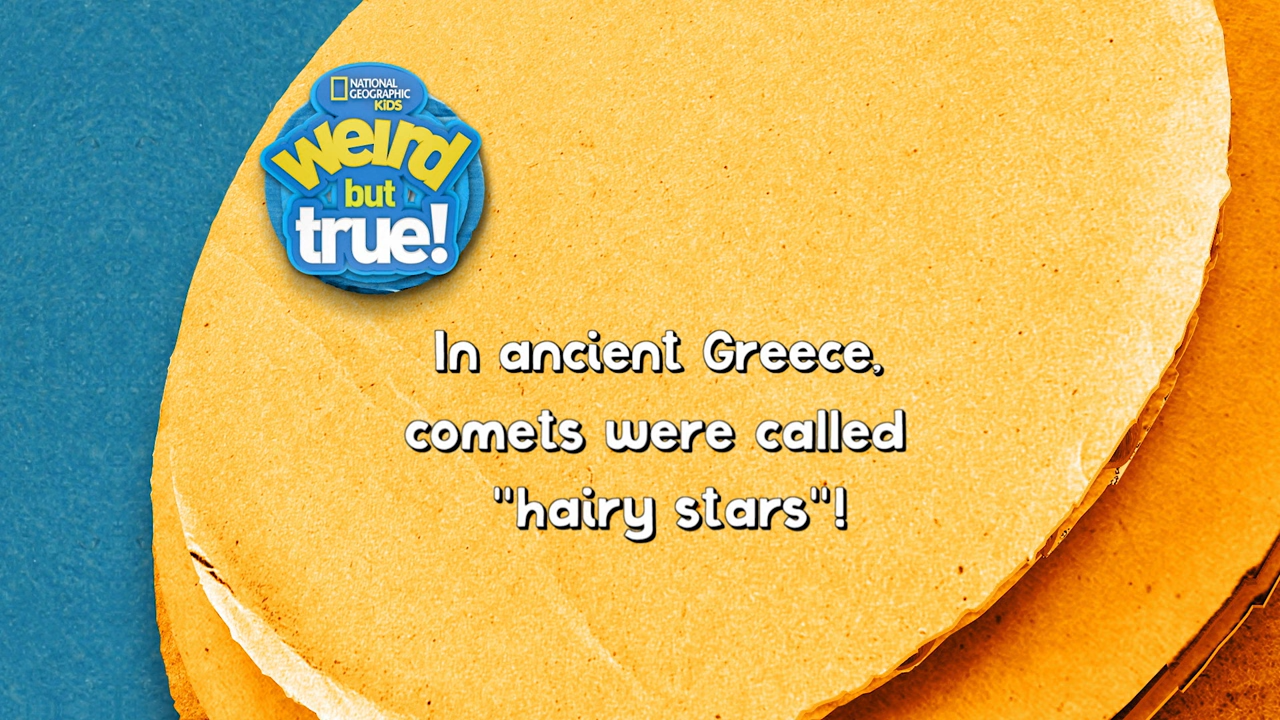 NATIONAL
GEOGRAPHIC
KiDS
weird
but
true!
In ancient Greece,
comets were called
"hairy stars"!